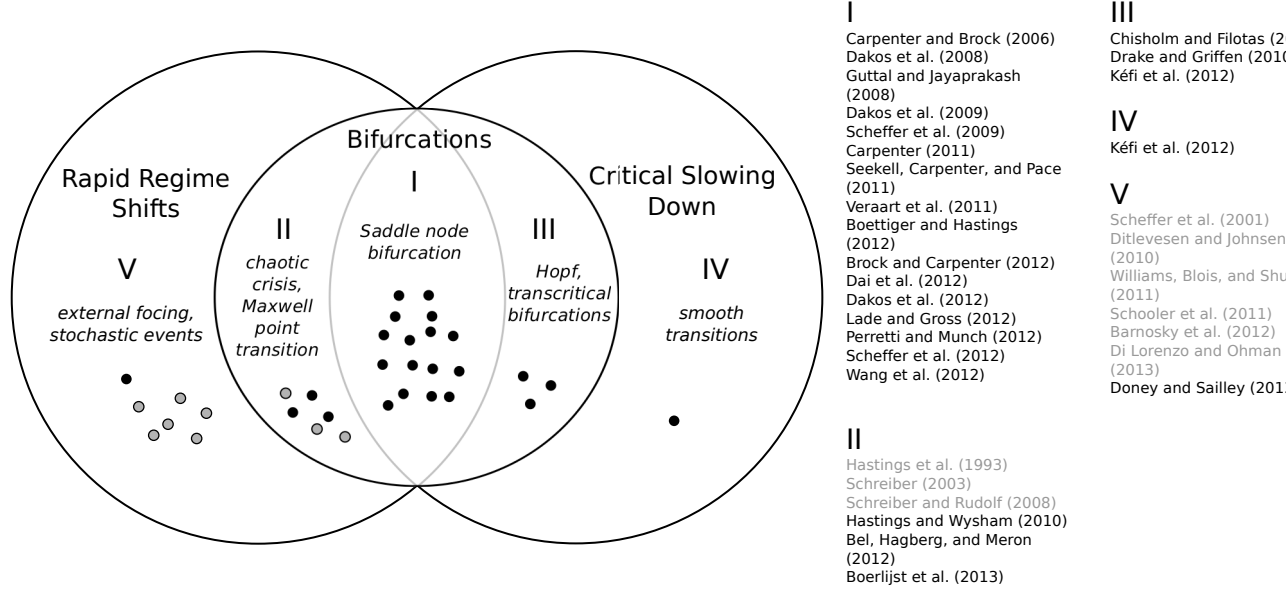 Bifurcations
Rapid Regime
Shifts
Critical Slowing
Down
I
Saddle node
bifurcation
II
chaotic
crisis,
Maxwell
point
transition
III
Hopf,
transcritical
bifurcations
V
external focing,
stochastic events
IV
smooth
transitions
I
Carpenter and Brock (2006)
Dakos et al. (2008)
Guttal and Jayaprakash
(2008)
Dakos et al. (2009)
Scheffer et al. (2009)
Carpenter (2011)
Seekell, Carpenter, and Pace
(2011)
Veraart et al. (2011)
Boettiger and Hastings
(2012)
Brock and Carpenter (2012)
Dai et al. (2012)
Dakos et al. (2012)
Lade and Gross (2012)
Perretti and Munch (2012)
Scheffer et al. (2012)
Wang et al. (2012)
II
Hastings et al. (1993)
Schreiber (2003)
Schreiber and Rudolf (2008)
Hastings and Wysham (2010)
Bel, Hagberg, and Meron
(2012)
Boerlijst et al. (2013)
III
Chisholm and Filotas
Drake and Griffen (2010
Kéfi et al. (2012)
IV
Kéfi et al. (2012)
V
Scheffer et al. (2001)
Ditlevesen and Johnsen
(2010)
Williams, Blois, and
(2011)
Schooler et al. (2011)
Barnosky et al. (2012)
Di Lorenzo and Ohman
(2013)
Doney and Sailley